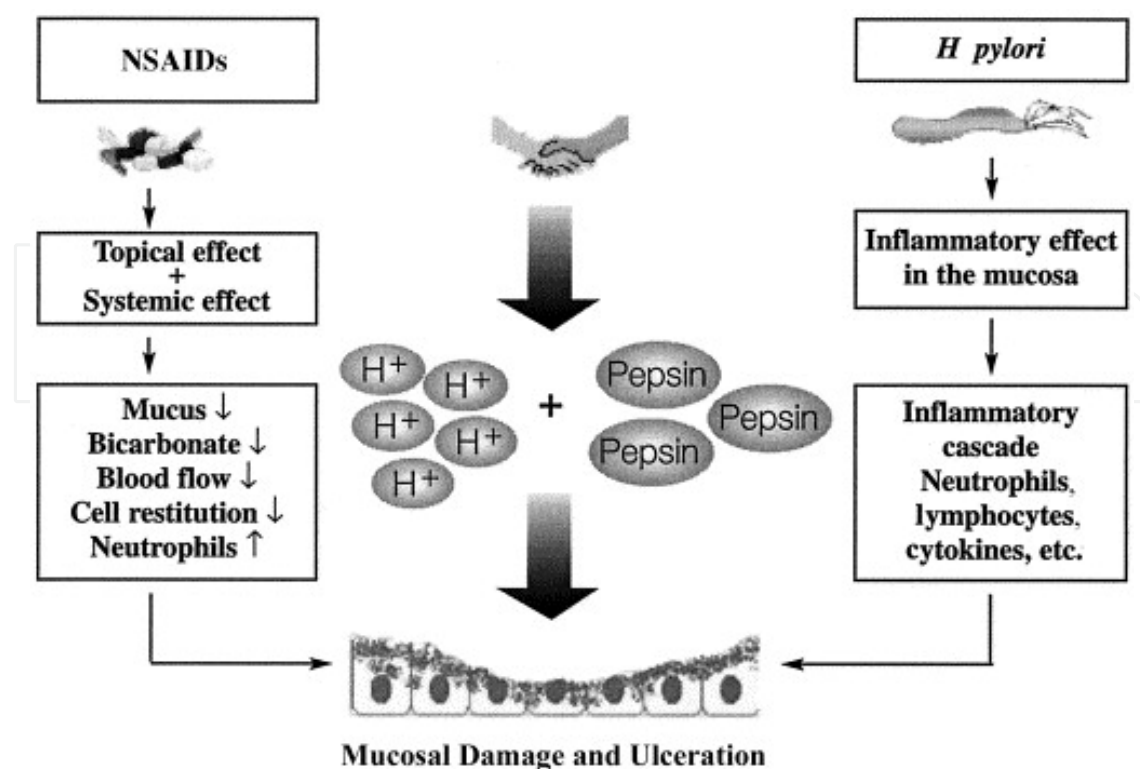 NSAIDs
Topical effect
+
Systemic effect
Mucus ↓
Bicarbonate ↓
Blood flow ↓
Cell restitution ↓
Neutrophils ↑
H+
H+
H+
H+
H+
+
Pepsin
Pepsin
Pepsin
H pylori
Inflammatory effect
in the mucosa
Inflammatory
cascade
Neutrophils,
lymphocytes,
cytokines, etc.
Mucosal Damage and Ulceration